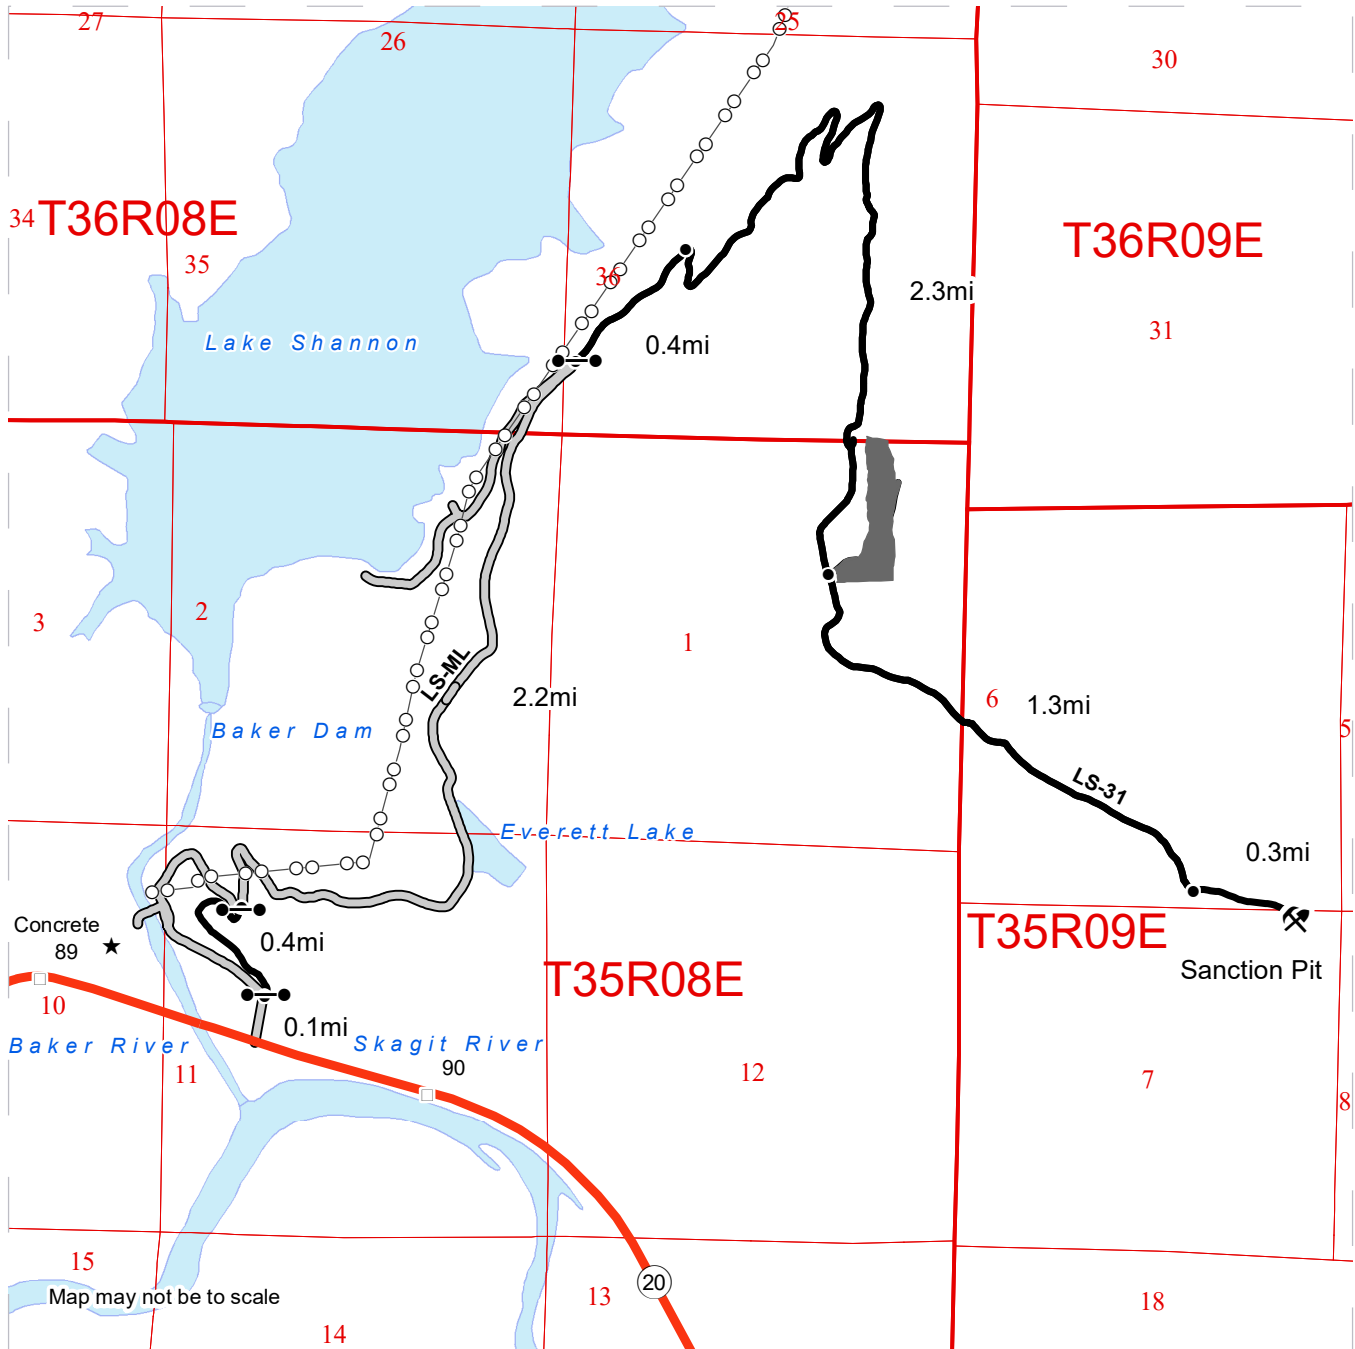 27
26
25
30
34
T36R08E
35
36
T36R09E
2.3mi
31
Lake Shannon
0.4mi
3
2
1
LS-ML
2.2mi
6
1.3mi
5
Baker Dam
LS-31
Everett Lake
0.3mi
Concrete
89
0.4mi
T35R09E
Sanction Pit
T35R08E
10
0.1mi
Baker River
Skagit River
90
11
12
7
8
15
20
Map may not be to scale
13
18
14